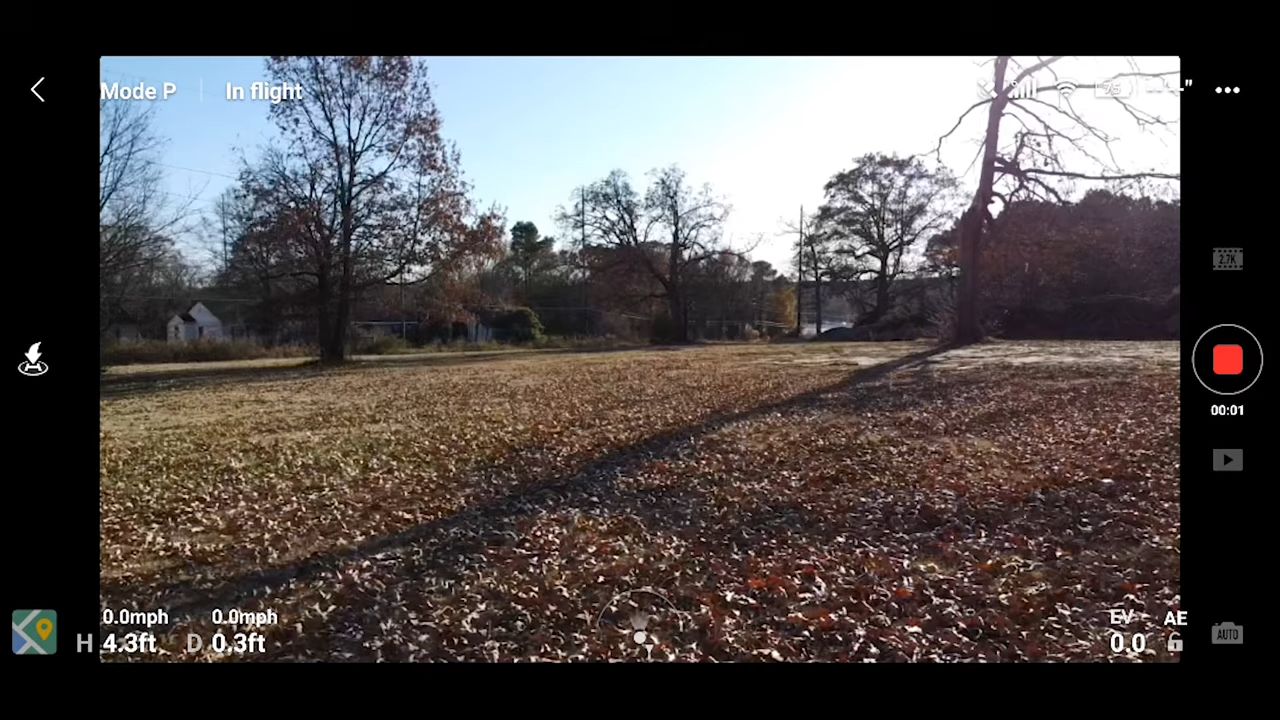 Mode P
In flight
75
2.7K
00:01
0.0mph
0.0mph
H 4.3ft
D 0.3ft
EV
0.0
AE
AUTO